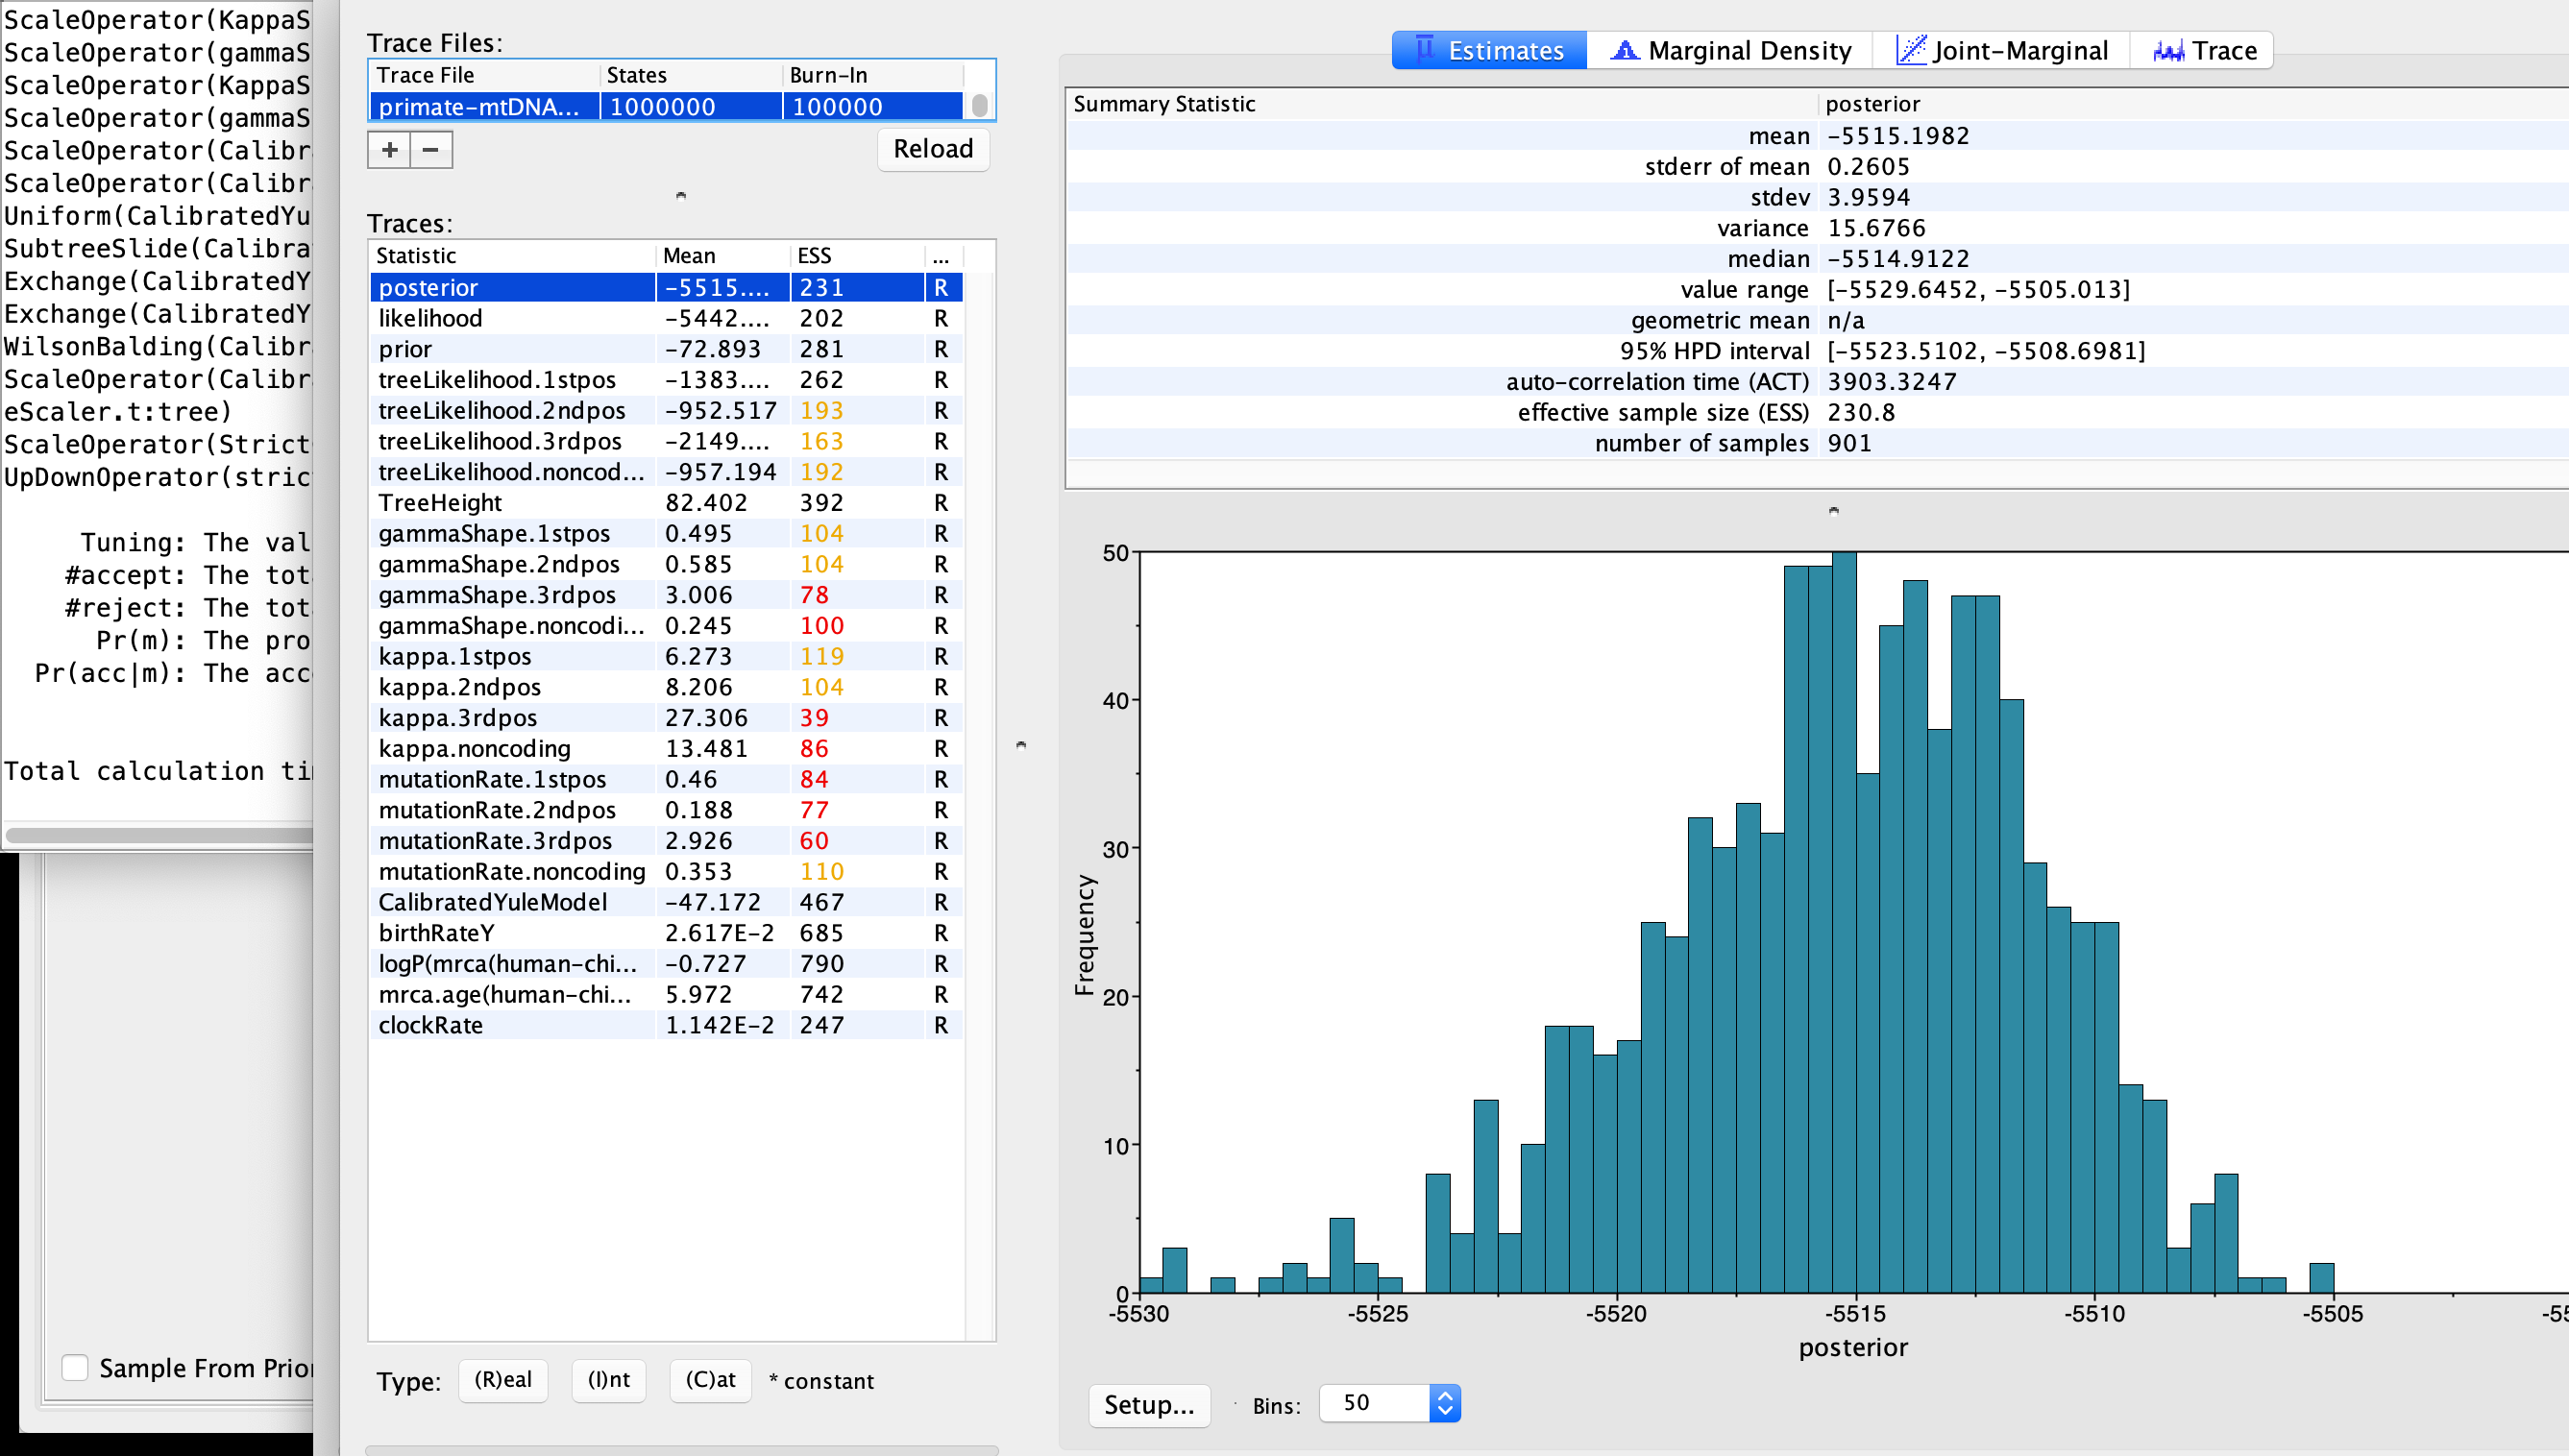 ScaleOperator(KappaS
ScaleOperator(gammaS
ScaleOperator(KappaS
ScaleOperator(gammaS
ScaleOperator(Calibr
ScaleOperator(Calibr
Uniform(CalibratedYu
SubtreeSlide(Calibra
Exchange(CalibratedY
Exchange(CalibratedY
WilsonBalding(Calibr
ScaleOperator(Calibr
eScaler.t:tree)
ScaleOperator(Strict
UpDownOperator(stric
Tuning: The val
#accept: The tot
#reject: The tot
Pr(m): The pro
Pr(acc|m): The acc
Total calculation ti
Sample From Prior
Trace Files:
Trace File States Burn-In
primate-mtDNA... 1000000 100000
+ − Reload
Traces:
Statistic Mean ESS ...
posterior -5515.... 231 R
likelihood -5442.... 202 R
prior -72.893 281 R
treeLikelihood.1stpos -1383.... 262 R
treeLikelihood.2ndpos -952.517 193 R
treeLikelihood.3rdpos -2149.... 163 R
treeLikelihood.noncod... -957.194 192 R
TreeHeight 82.402 392 R
gammaShape.1stpos 0.495 104 R
gammaShape.2ndpos 0.585 104 R
gammaShape.3rdpos 3.006 78 R
gammaShape.noncodi... 0.245 100 R
kappa.1stpos 6.273 119 R
kappa.2ndpos 8.206 104 R
kappa.3rdpos 27.306 39 R
kappa.noncoding 13.481 86 R
mutationRate.1stpos 0.46 84 R
mutationRate.2ndpos 0.188 77 R
mutationRate.3rdpos 2.926 60 R
mutationRate.noncoding 0.353 110 R
CalibratedYuleModel -47.172 467 R
birthRateY 2.617E-2 685 R
logP(mrca(human-chi... -0.727 790 R
mrca.age(human-chi... 5.972 742 R
clockRate 1.142E-2 247 R
Type: (R)eal (I)nt (C)at * constant
Estimates Marginal Density Joint-Marginal Trace
Summary Statistic posterior
mean -5515.1982
stderr of mean 0.2605
stdev 3.9594
variance 15.6766
median -5514.9122
value range [-5529.6452, -5505.013]
geometric mean n/a
95% HPD interval [-5523.5102, -5508.6981]
auto-correlation time (ACT) 3903.3247
effective sample size (ESS) 230.8
number of samples 901
50
40
30
20
10
0
Frequency
-5530 -5525 -5520 -5515 -5510 -5505
posterior
Setup... Bins: 50